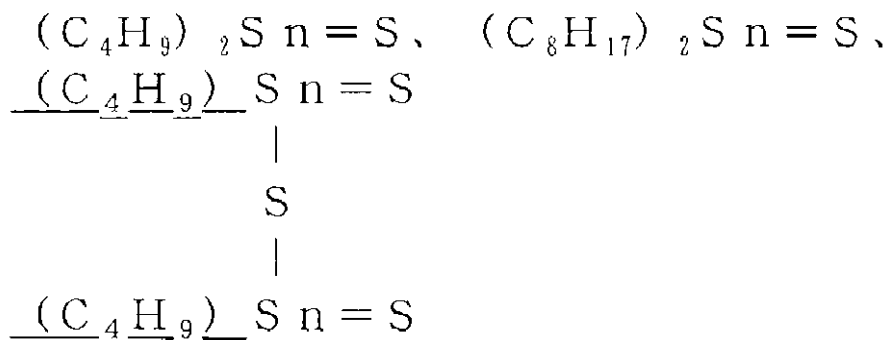 (C₄H₉)₂Sn=S、 (C₈H₁₇)₂Sn=S、
(C₄H₉)Sn=S
|
S
|
(C₄H₉)Sn=S